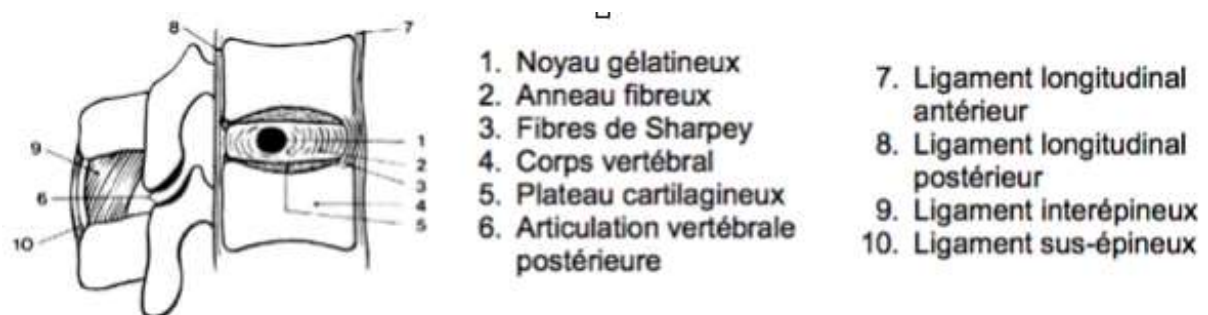 8
7
9
6
10
1
2
3
4
5
1. Noyau gélatineux
2. Anneau fibreux
3. Fibres de Sharpey
4. Corps vertébral
5. Plateau cartilagineux
6. Articulation vertébrale
postérieure
7. Ligament longitudinal
antérieur
8. Ligament longitudinal
postérieur
9. Ligament interépineux
10. Ligament sus-épineux